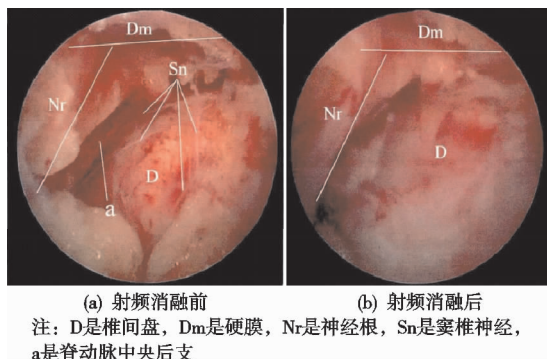 Dm
Sn
Nr
D
a
Dm
Nr
D
(a) 射频消融前
(b) 射频消融后
注：D是椎间盘，Dm是硬膜，Nr是神经根，Sn是窦椎神经，
a是脊动脉中央后支